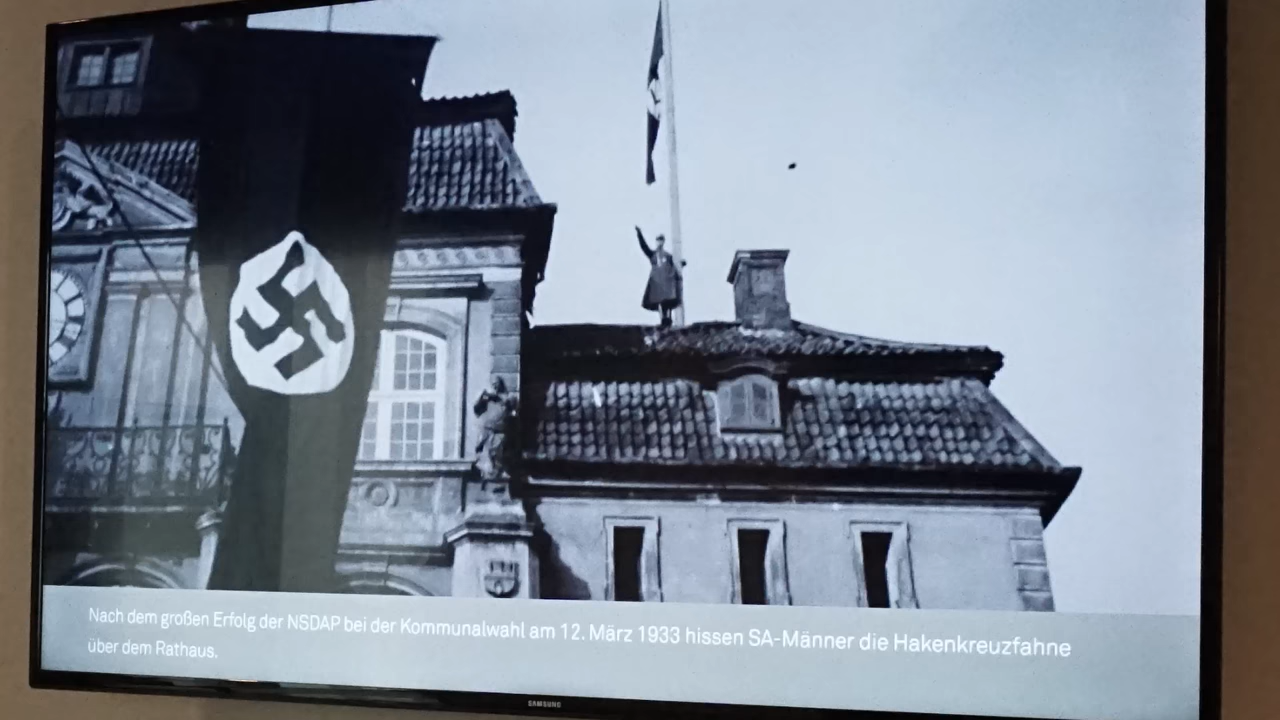 Nach dem großen Erfolg der NSDAP bei der Kommunalwahl am 12. März 1933 hissen SA-Männer die Hakenkreuzfahne
über dem Rathaus.
SAMSUNG